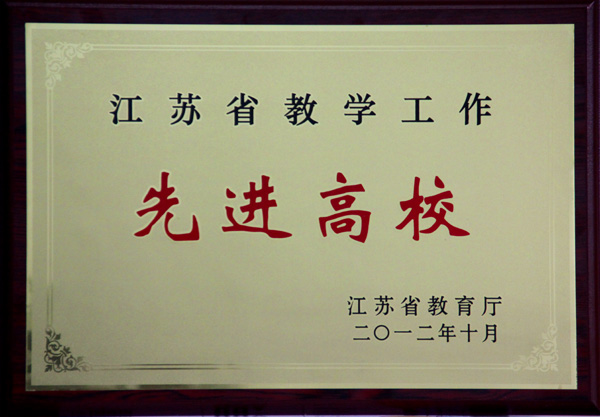 江苏省教学工作
先进高校
江苏省教育厅
二〇一二年十月